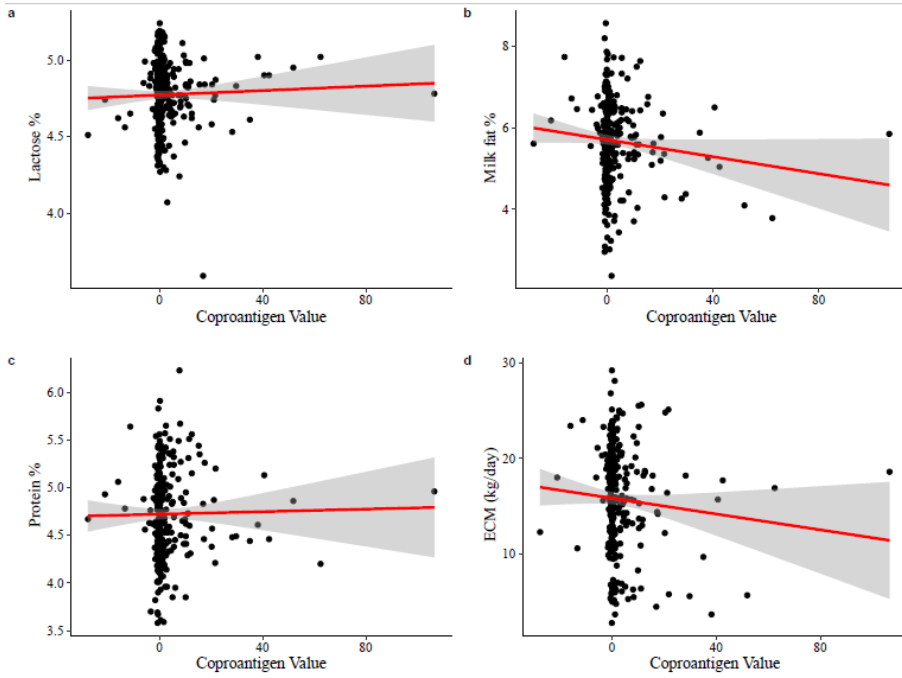 a
b
5.0
4.5
4.0
Lactose %
0
40
80
Coproantigen Value
8
6
4
Milk fat %
0
40
80
Coproantigen Value
c
d
6.0
5.5
5.0
4.5
4.0
3.5
Protein %
0
40
80
Coproantigen Value
30
20
10
ECM (kg/day)
0
40
80
Coproantigen Value